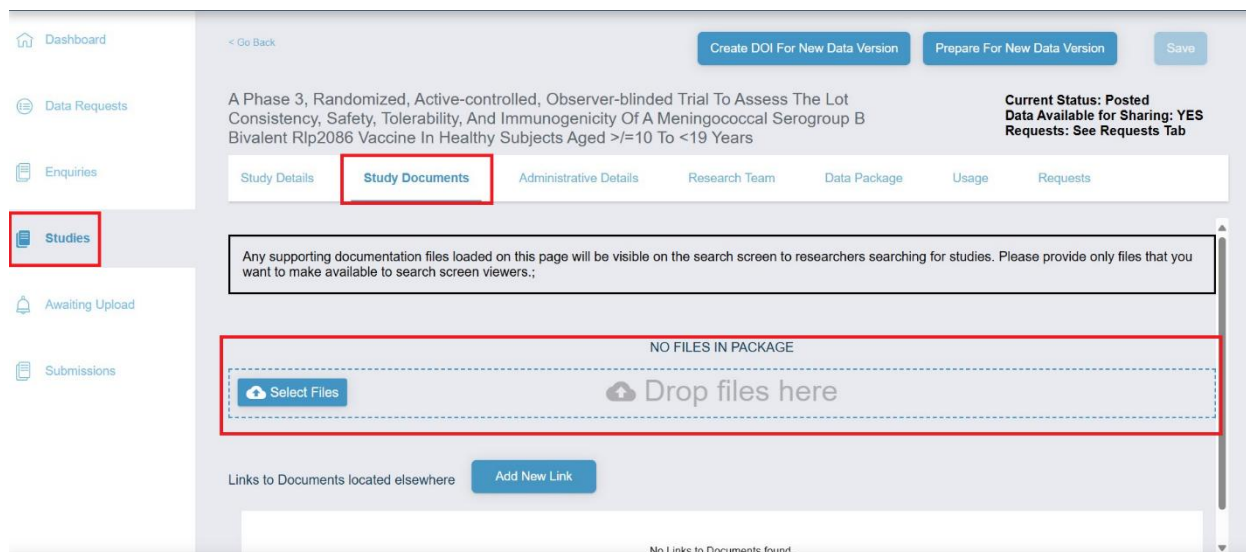 Dashboard
Data Requests
Enquiries
Studies
Awaiting Upload
Submissions
< Go Back
Create DOI For New Data Version
Prepare For New Data Version
Save
A Phase 3, Randomized, Active-controlled, Observer-blinded Trial To Assess The Lot
Consistency, Safety, Tolerability, And Immunogenicity Of A Meningococcal Serogroup B
Bivalent Rlp2086 Vaccine In Healthy Subjects Aged >/=10 To <19 Years
Current Status: Posted
Data Available for Sharing: YES
Requests: See Requests Tab
Study Details
Study Documents
Administrative Details
Research Team
Data Package
Usage
Requests
Any supporting documentation files loaded on this page will be visible on the search screen to researchers searching for studies. Please provide only files that you
want to make available to search screen viewers.;
NO FILES IN PACKAGE
Select Files
Drop files here
Links to Documents located elsewhere
Add New Link
No Links to Documents found